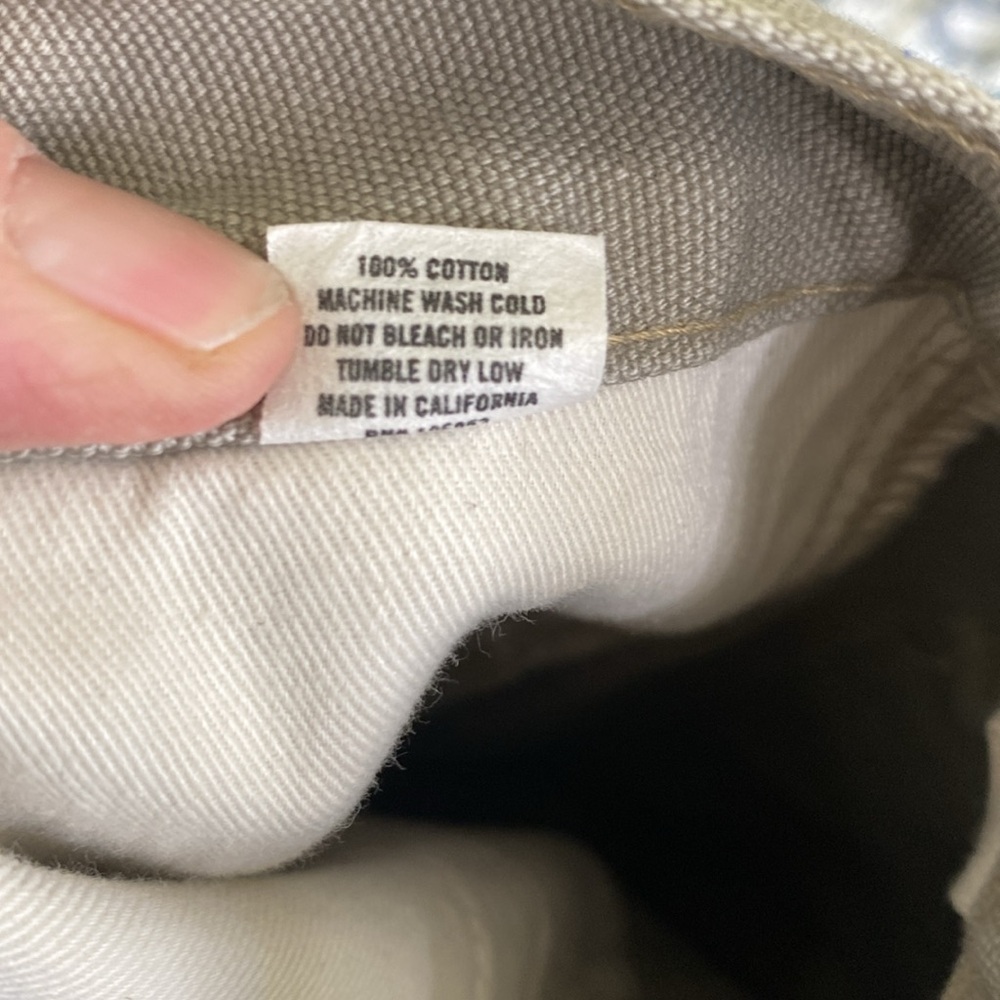 100% COTTON
MACHINE WASH COLD
DO NOT BLEACH OR IRON
TUMBLE DRY LOW
MADE IN CALIFORNIA